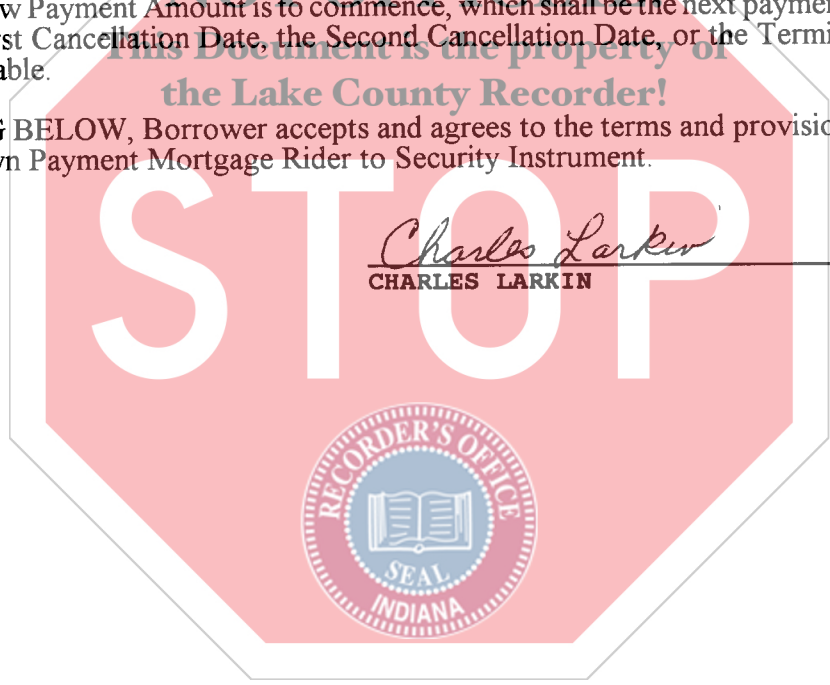 w Payment Amount is to commence, which shall be the next paymen
st Cancellation Date, the Second Cancellation Date, or the Termi
This Document is the property of
able.
the Lake County Recorder!
BELOW, Borrower accepts and agrees to the terms and provisio
n Payment Mortgage Rider to Security Instrument.
STOP
Charles Larkin
CHARLES LARKIN
RECORDER'S OFFICE
SEAL
INDIANA